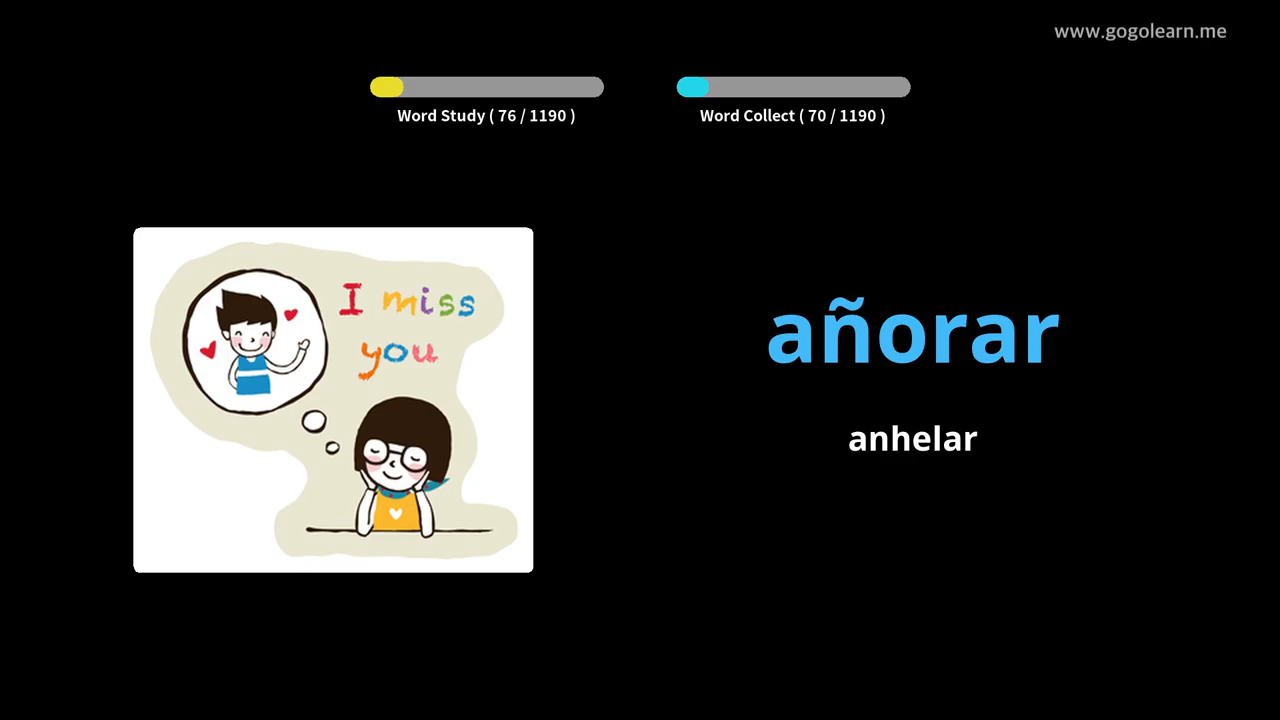 www.gogolearn.me
Word Study ( 76 / 1190 )
Word Collect ( 70 / 1190 )
I miss
you
añorar
anhelar